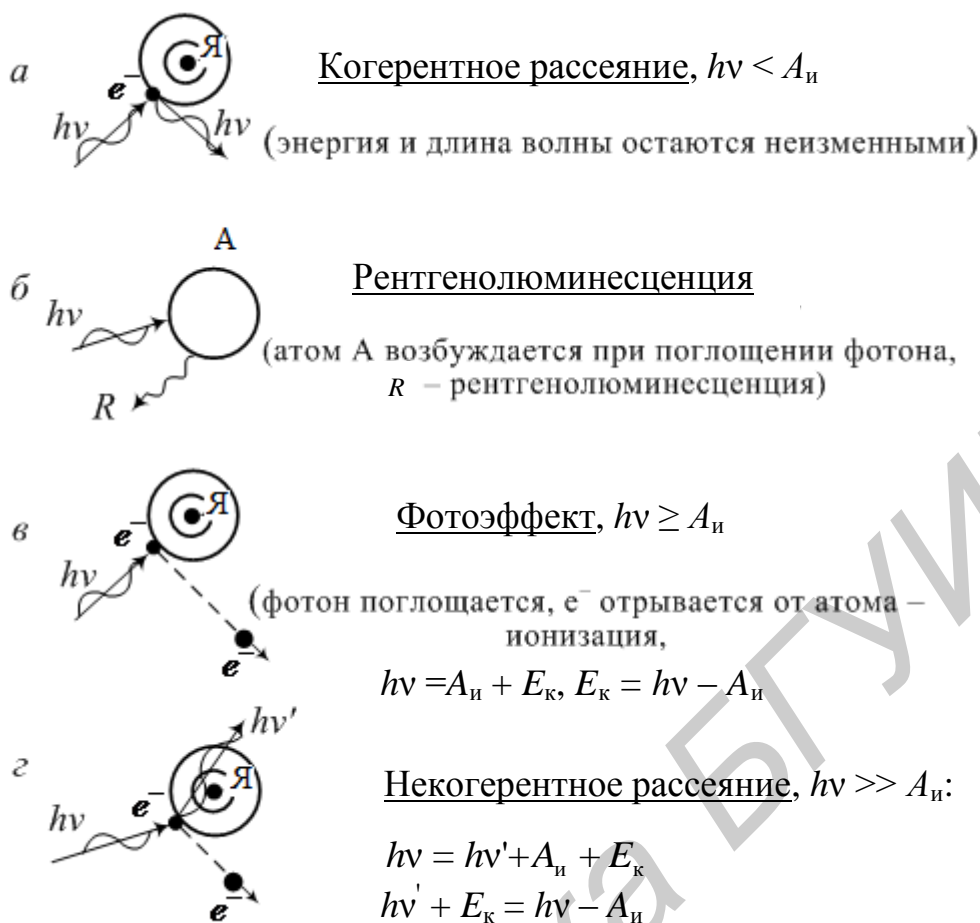 а
Я
e⁻
hν
hν
Когерентное рассеяние, hν < Aи
(энергия и длина волны остаются неизменными)
б
А
hν
R
Рентгенолюминесценция
(атом А возбуждается при поглощении фотона,
R – рентгенолюминесценция)
в
Я
e⁻
hν
e⁻
Фотоэффект, hν ≥ Aи
(фотон поглощается, е⁻ отрывается от атома –
ионизация,
hν =Aи + Eк, Eк = hν – Aи
г
hν'
Я
e⁻
hν
e⁻
Некогерентное рассеяние, hν >> Aи:
hν = hν'+Aи + Eк
hν' + Eк = hν – Aи